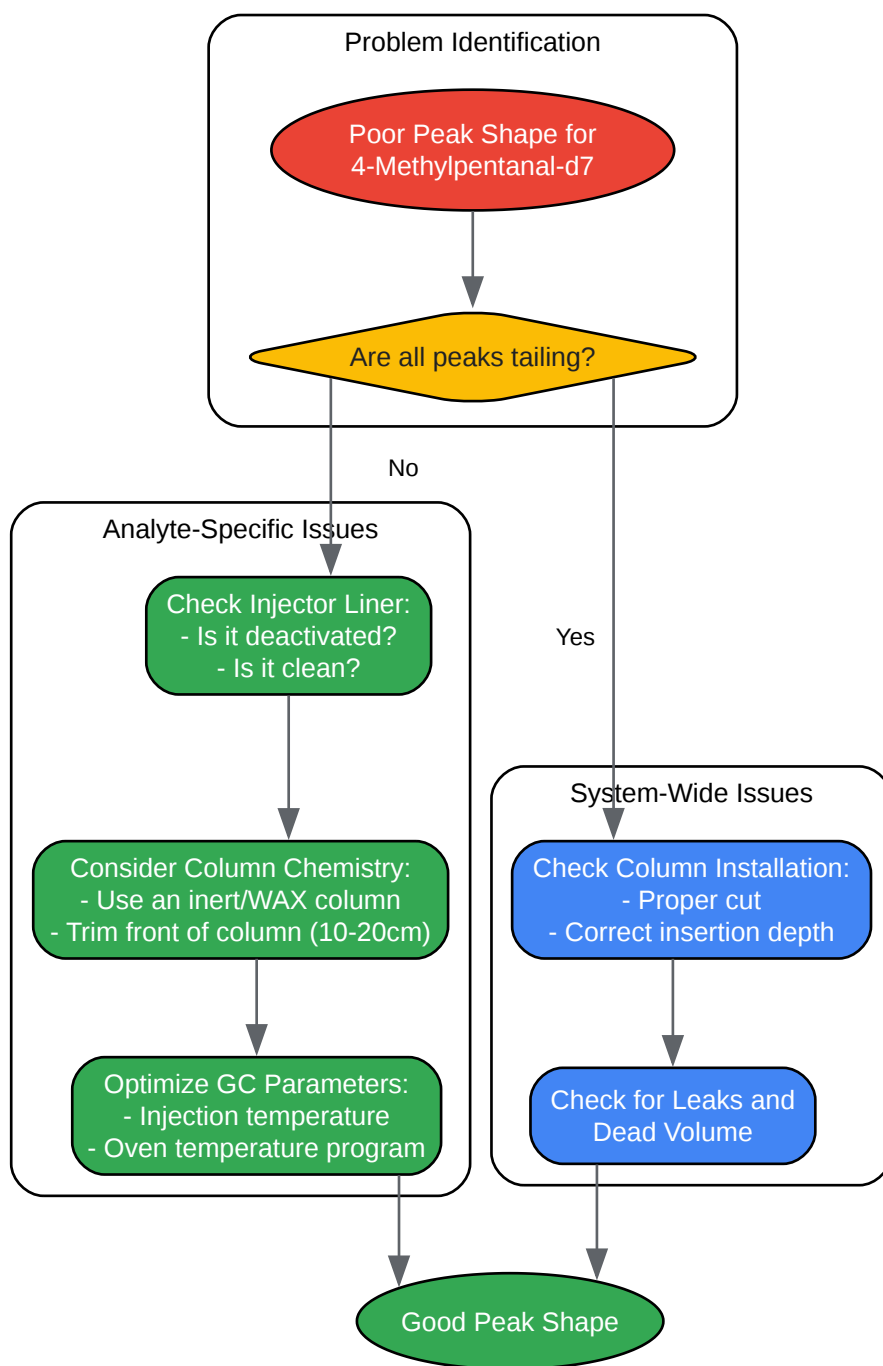 Problem Identification
Poor Peak Shape for
4-Methylpentanal-d7
Are all peaks tailing?
No
Analyte-Specific Issues
Check Injector Liner:
- Is it deactivated?
- Is it clean?
Yes
System-Wide Issues
Consider Column Chemistry:
- Use an inert/WAX column
- Trim front of column (10-20cm)
Check Column Installation:
- Proper cut
- Correct insertion depth
Optimize GC Parameters:
- Injection temperature
- Oven temperature program
Check for Leaks and
Dead Volume
Good Peak Shape